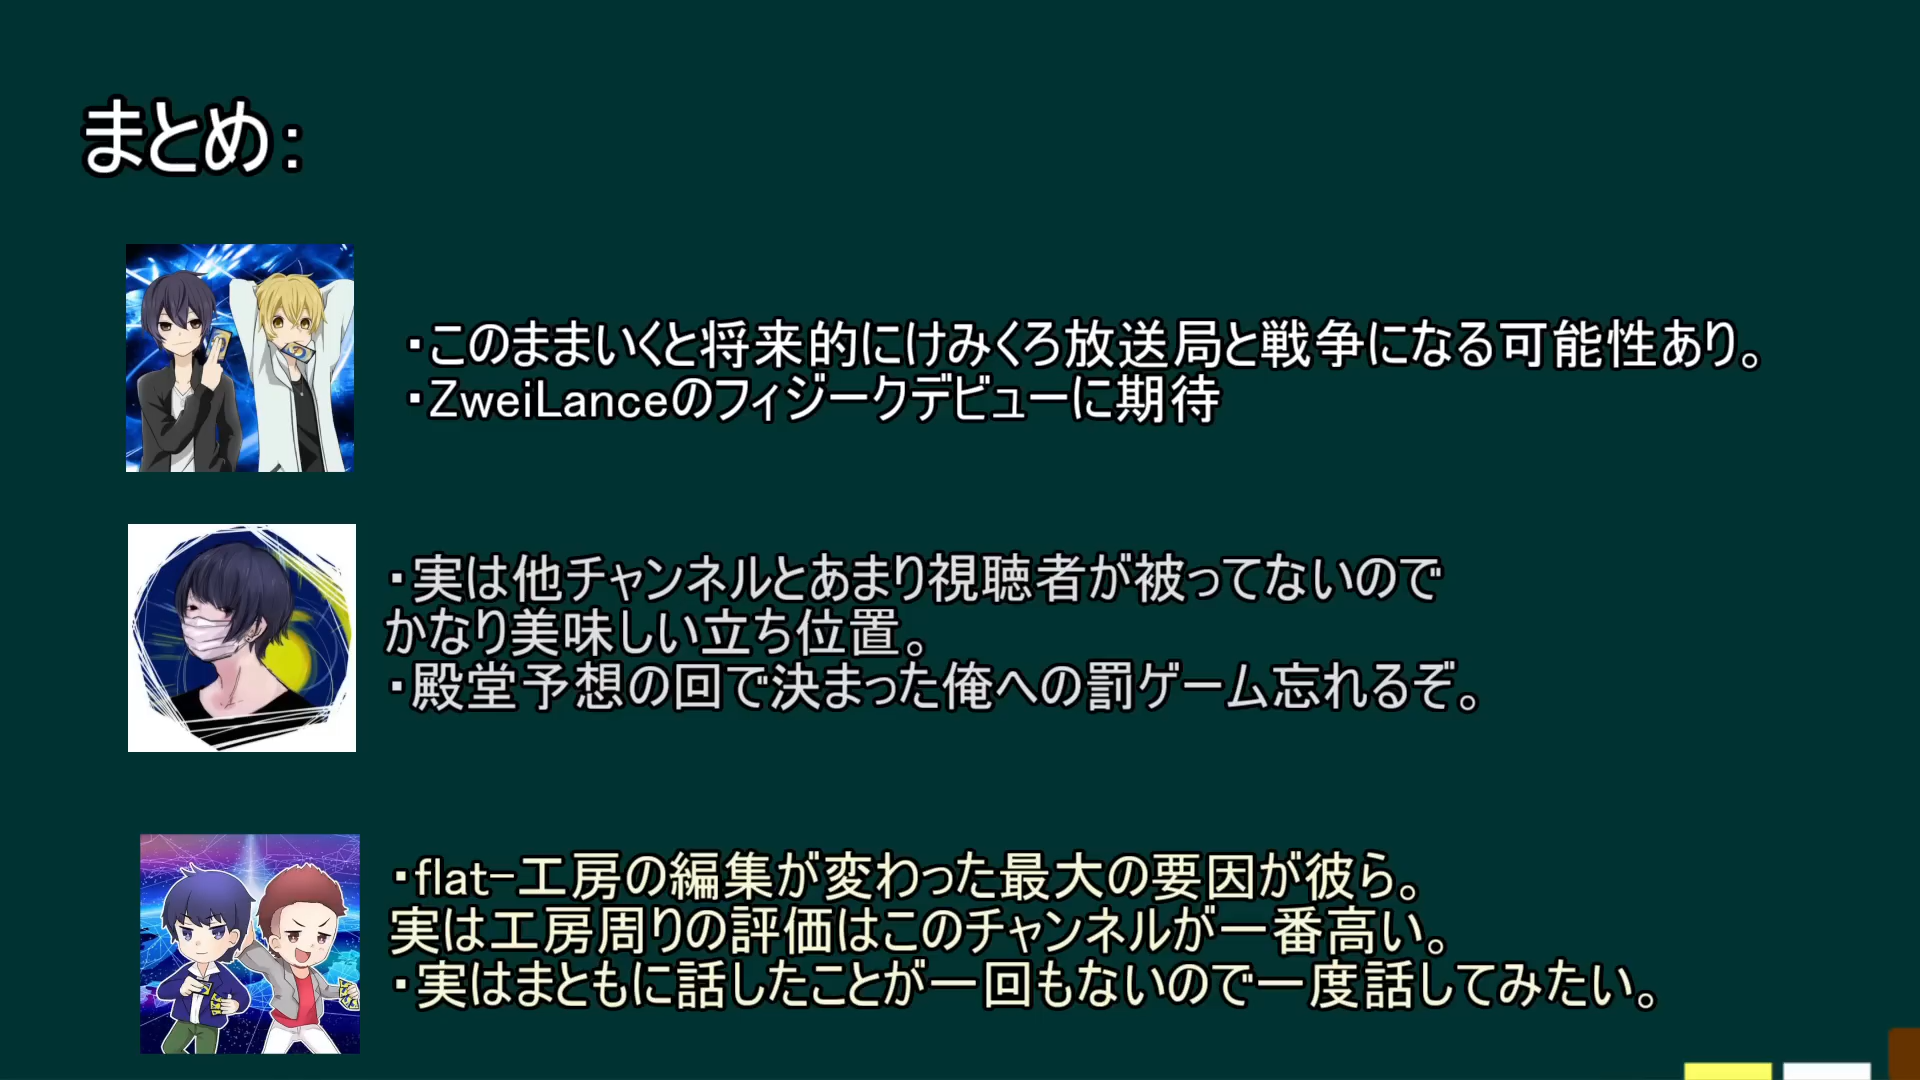 まとめ：
・このままいくと将来的にけみくろ放送局と戦争になる可能性あり。
・ZweiLanceのフィジークデビューに期待
・実は他チャンネルとあまり視聴者が被ってないので
かなり美味しい立ち位置。
・殿堂予想の回で決まった俺への罰ゲーム忘れるぞ。
・flat-工房の編集が変わった最大の要因が彼ら。
実は工房周りの評価はこのチャンネルが一番高い。
・実はまともに話したことが一回もないので一度話してみたい。